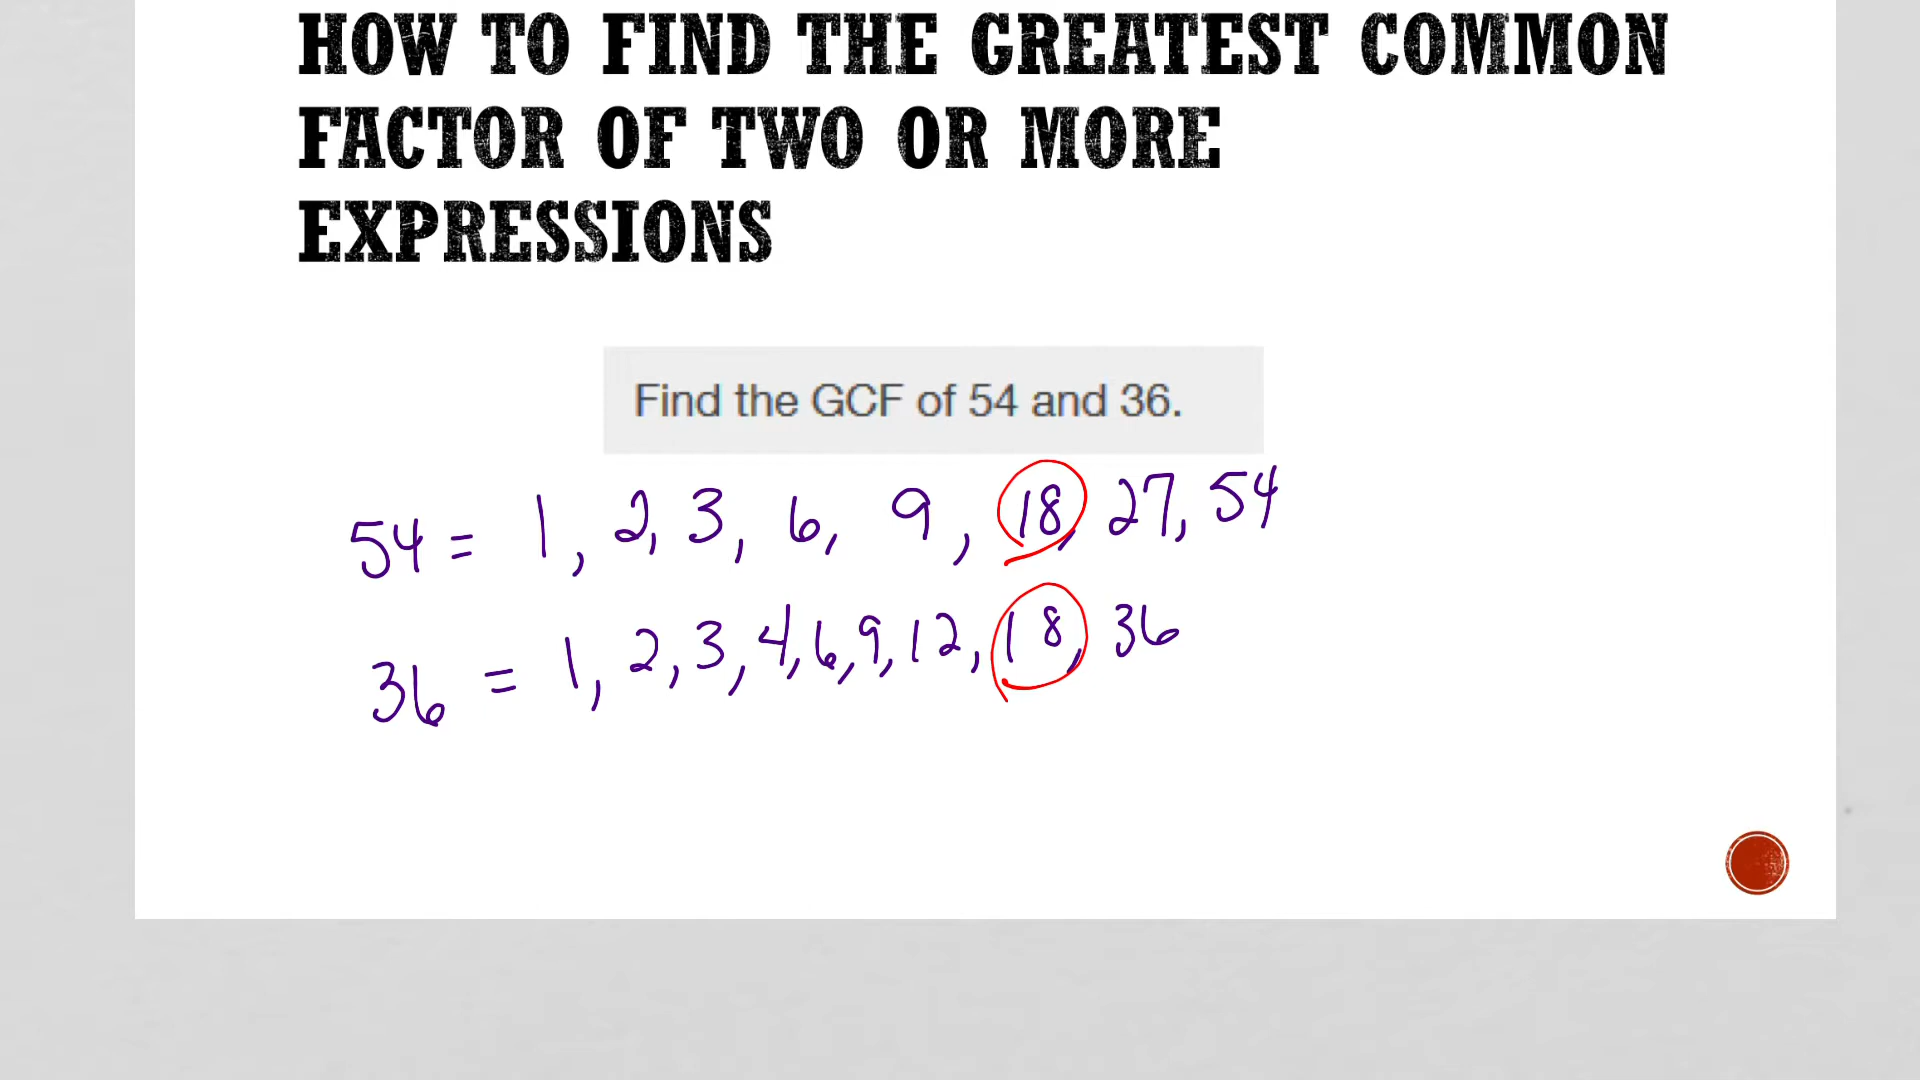 HOW TO FIND THE GREATEST COMMON
FACTOR OF TWO OR MORE
EXPRESSIONS
Find the GCF of 54 and 36.
54 = 1, 2, 3, 6, 9, 18, 27, 54
36 = 1, 2, 3, 4, 6, 9, 12, 18, 36